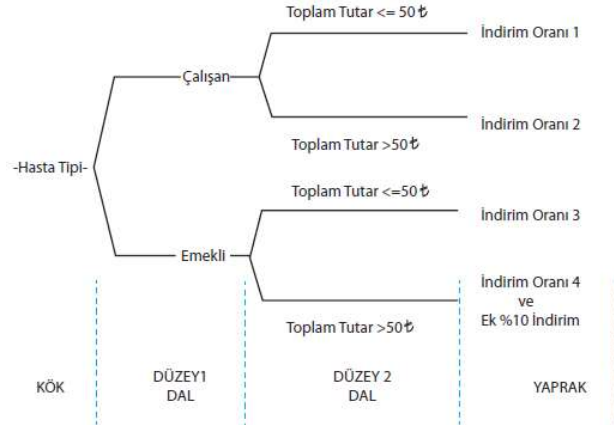 Toplam Tutar <= 50₺
İndirim Oranı 1
-Çalışan-
İndirim Oranı 2
Toplam Tutar >50₺
-Hasta Tipi-
Toplam Tutar <=50₺
İndirim Oranı 3
Emekli
İndirim Oranı 4
ve
Ek %10 İndirim
Toplam Tutar >50₺
KÖK
DÜZEY1
DAL
DÜZEY 2
DAL
YAPRAK